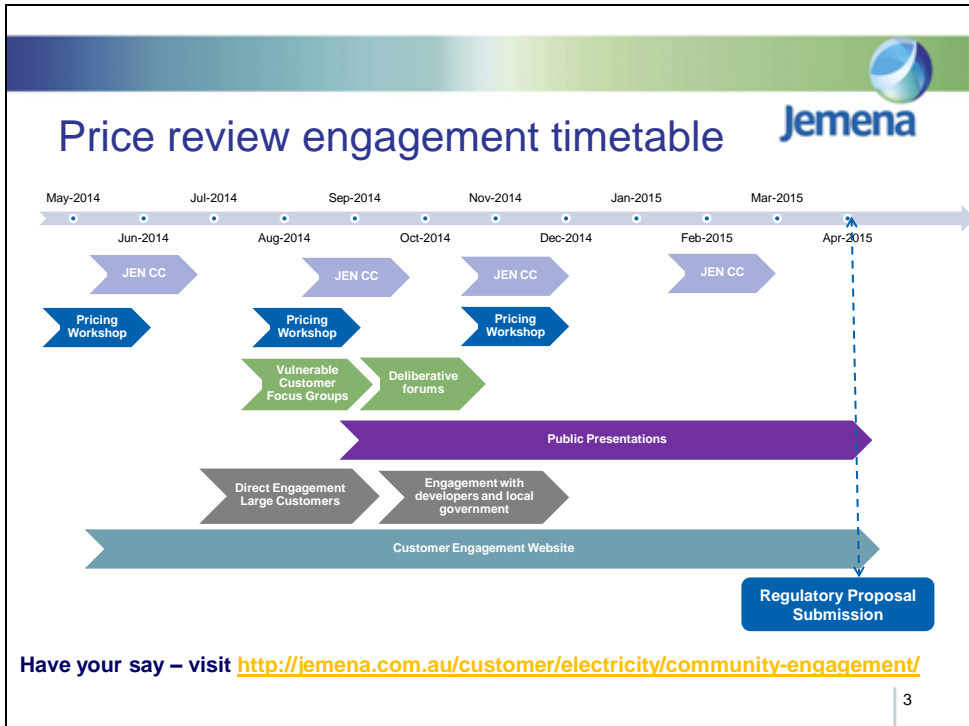 Jemena
Price review engagement timetable
May-2014
Jul-2014
Sep-2014
Nov-2014
Jan-2015
Mar-2015
Jun-2014
Aug-2014
Oct-2014
Dec-2014
Feb-2015
Apr-2015
JEN CC
JEN CC
JEN CC
JEN CC
Pricing
Workshop
Pricing
Workshop
Pricing
Workshop
Vulnerable
Customer
Focus Groups
Deliberative
forums
Public Presentations
Direct Engagement
Large Customers
Engagement with
developers and local
government
Customer Engagement Website
Regulatory Proposal
Submission
Have your say – visit http://jemena.com.au/customer/electricity/community-engagement/
3